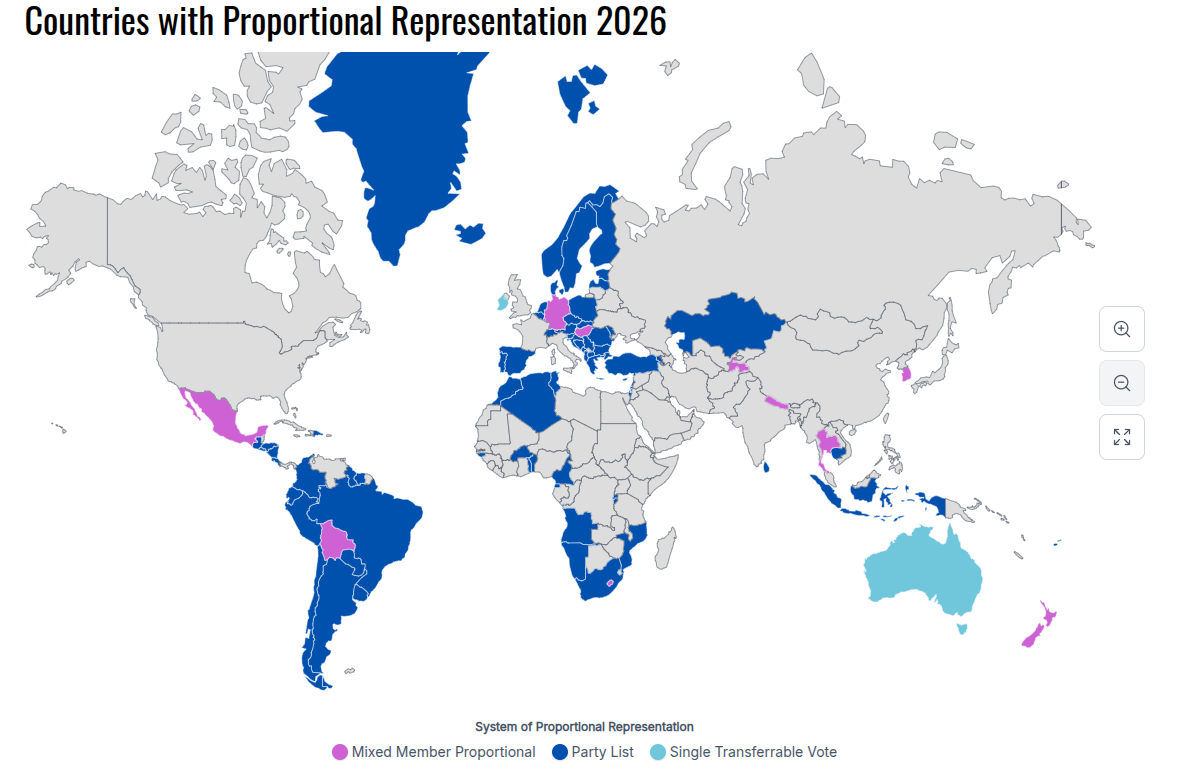 Countries with Proportional Representation 2026
System of Proportional Representation
Mixed Member Proportional Party List Single Transferrable Vote